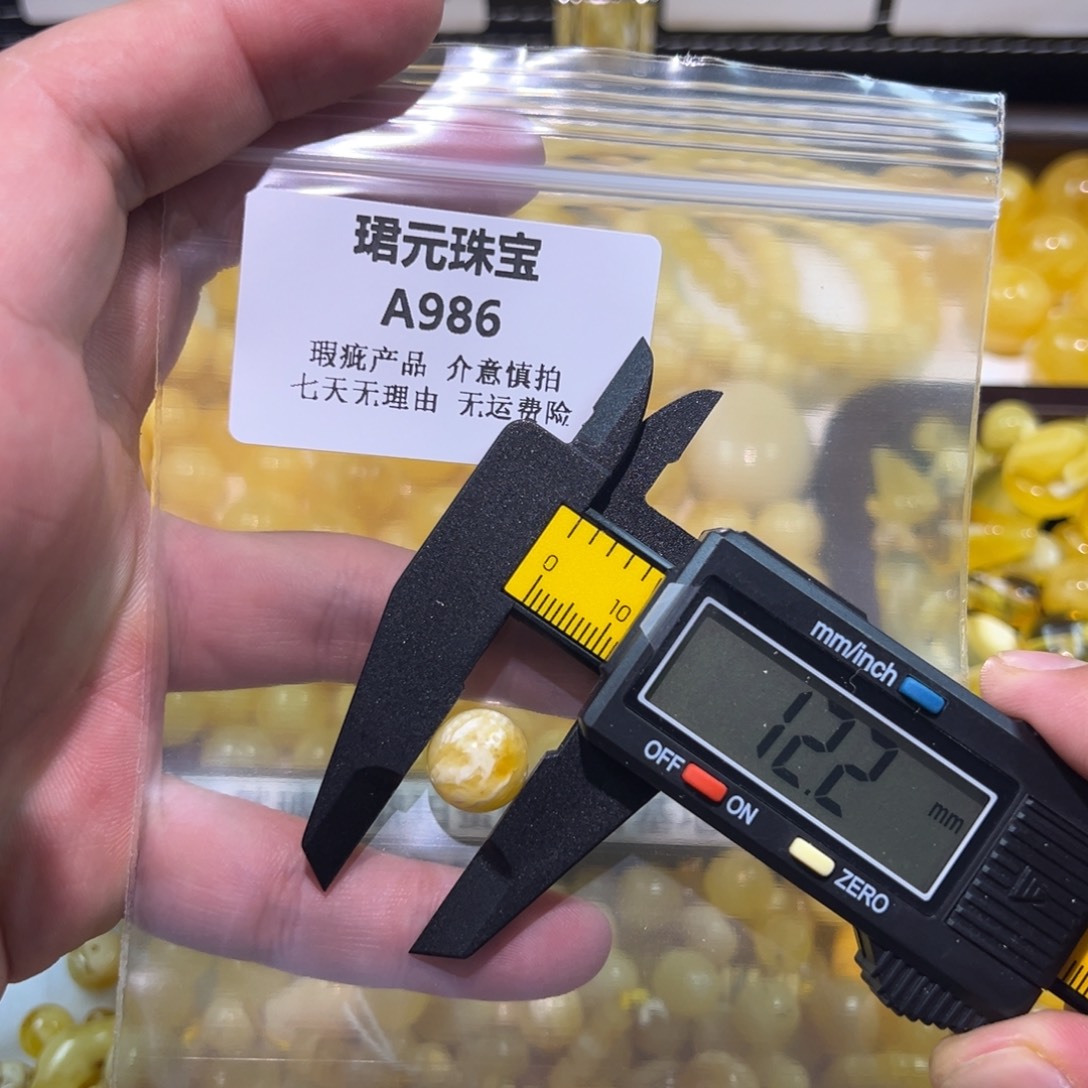 珺元珠宝
A986
瑕疵产品 介意慎拍
七天无理由 无运费险
0
10
mm/inch
12.2 mm
OFF
ON
ZERO